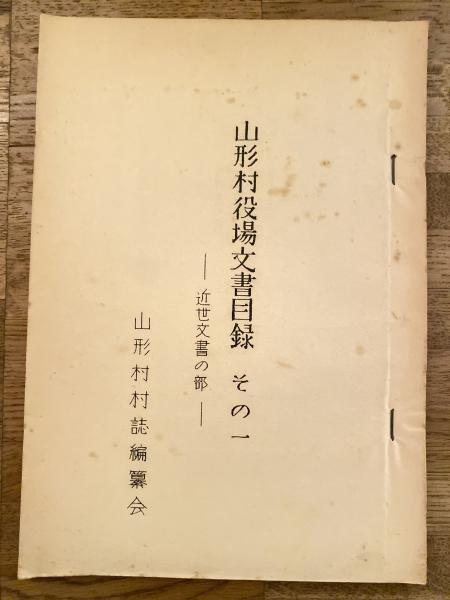 山形村役場文書目録 その一
―近世文書の部―
山形村村誌編纂会